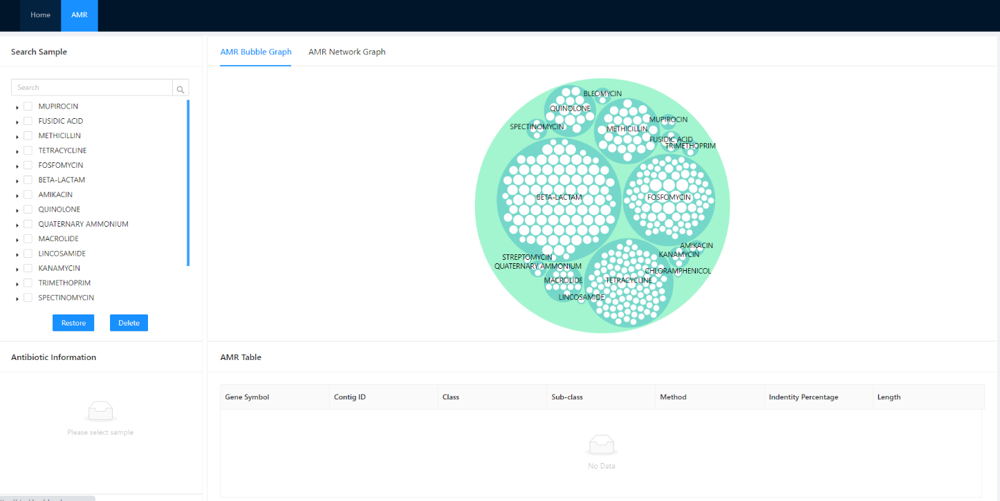 Home AMR
Search Sample
Search
MUPIROCIN
FUSIDIC ACID
METHICILLIN
TETRACYCLINE
FOSFOMYCIN
BETA-LACTAM
AMIKACIN
QUINOLONE
QUATERNARY AMMONIUM
MACROLIDE
LINCOSAMIDE
KANAMYCIN
TRIMETHOPRIM
SPECTINOMYCIN
Restore Delete
Antibiotic Information
Please select sample
AMR Bubble Graph AMR Network Graph
BLEOMYCIN
QUINOLONE
MUPIROCIN
SPECTINOMYCIN
METHICILLIN
FUSIDIC ACID
TRIMETHOPRIM
BETA-LACTAM
FOSFOMYCIN
AMIKACIN
KANAMYCIN
STREPTOMYCIN
QUATERNARY AMMONIUM
CHLORAMPHENICOL
MACROLIDE
TETRACYCLINE
LINCOSAMIDE
AMR Table
Gene Symbol Contig ID Class Sub-class Method Indentity Percentage Length
No Data